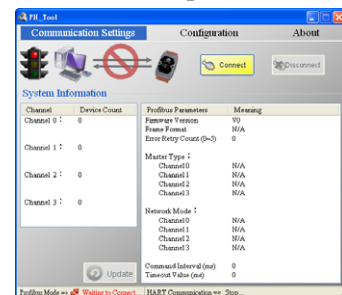 PH_Tool
Communication Settings Configuration About
Connect Disconnect
System Information
Channel Device Count
Channel 0 : 0
Channel 1 : 0
Channel 2 : 0
Channel 3 : 0
Update
Profibus Parameters Meaning
Firmware Version V0
Frame Format N/A
Error Retry Count (0~5) 0
Master Type :
Channel0 N/A
Channel1 N/A
Channel2 N/A
Channel3 N/A
Network Mode :
Channel0 N/A
Channel1 N/A
Channel2 N/A
Channel3 N/A
Command Interval (ms) 0
Timeout Value (ms) 0
Profibus Mode => Waiting to Connect... HART Communication => Stop...